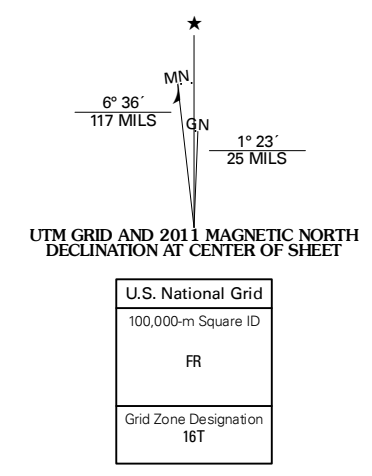 ★
MN.
6° 36´
117 MILS
GN
1° 23´
25 MILS
UTM GRID AND 2011 MAGNETIC NORTH
DECLINATION AT CENTER OF SHEET
U.S. National Grid
100,000-m Square ID
FR
Grid Zone Designation
16T